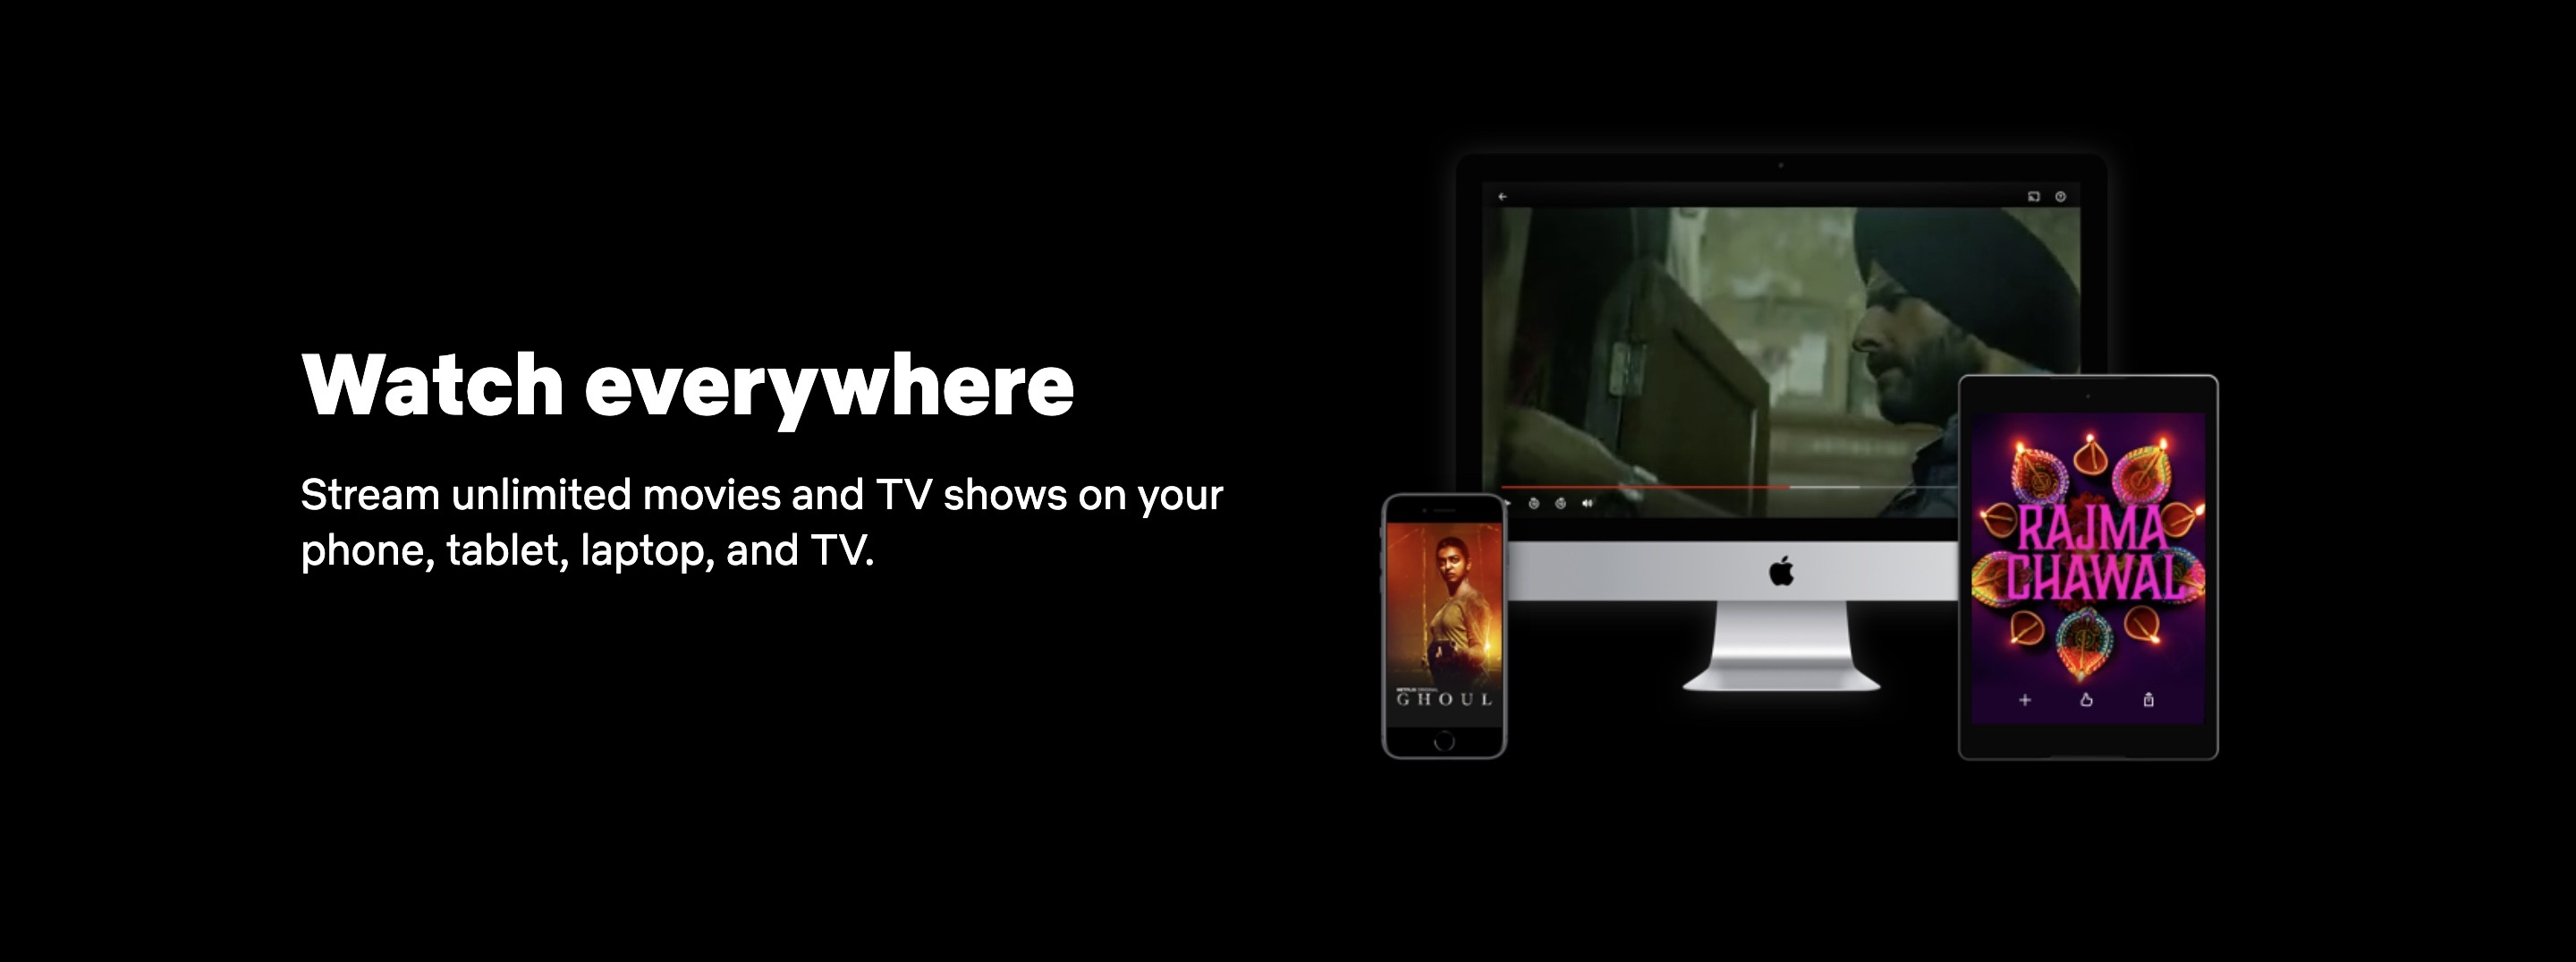 Watch everywhere
Stream unlimited movies and TV shows on your
phone, tablet, laptop, and TV.
RAJMA
CHAWAL
NETFLIX ORIGINAL
GHOUL